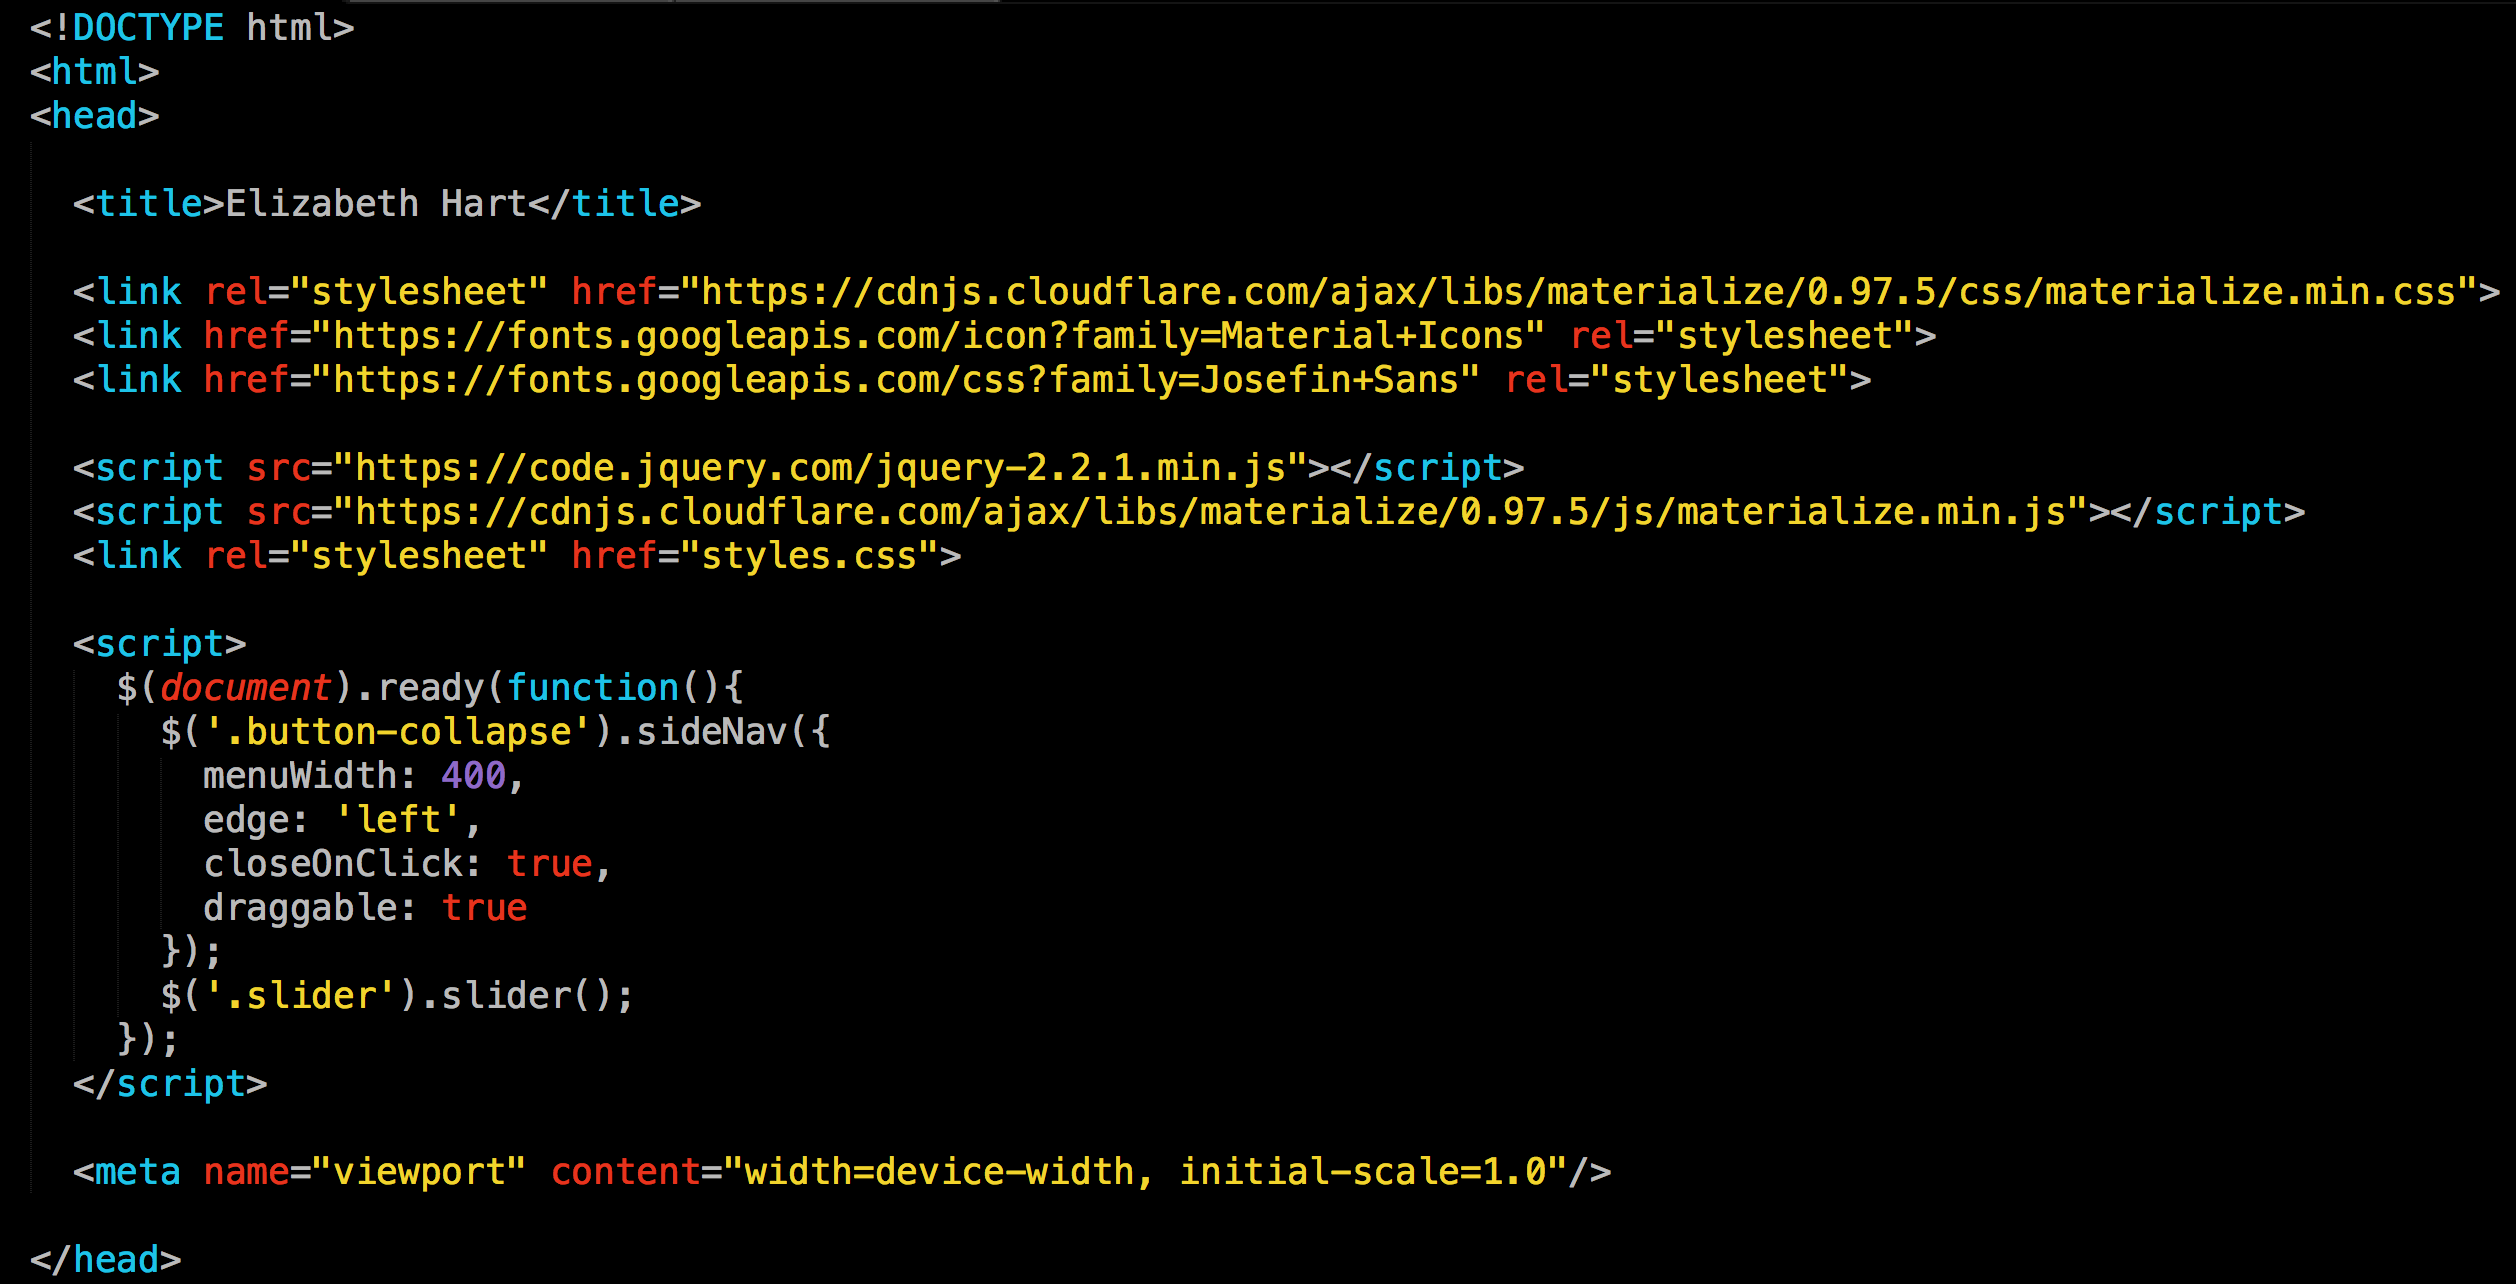 <!DOCTYPE html>
<html>
<head>
<title>Elizabeth Hart</title>
<link rel="stylesheet" href="https://cdnjs.cloudflare.com/ajax/libs/materialize/0.97.5/css/materialize.min.css">
<link href="https://fonts.googleapis.com/icon?family=Material+Icons" rel="stylesheet">
<link href="https://fonts.googleapis.com/css?family=Josefin+Sans" rel="stylesheet">
<script src="https://code.jquery.com/jquery-2.2.1.min.js"></script>
<script src="https://cdnjs.cloudflare.com/ajax/libs/materialize/0.97.5/js/materialize.min.js"></script>
<link rel="stylesheet" href="styles.css">
<script>
$(document).ready(function(){
$('.button-collapse').sideNav({
menuWidth: 400,
edge: 'left',
closeOnClick: true,
draggable: true
});
$('.slider').slider();
});
</script>
<meta name="viewport" content="width=device-width, initial-scale=1.0"/>
</head>